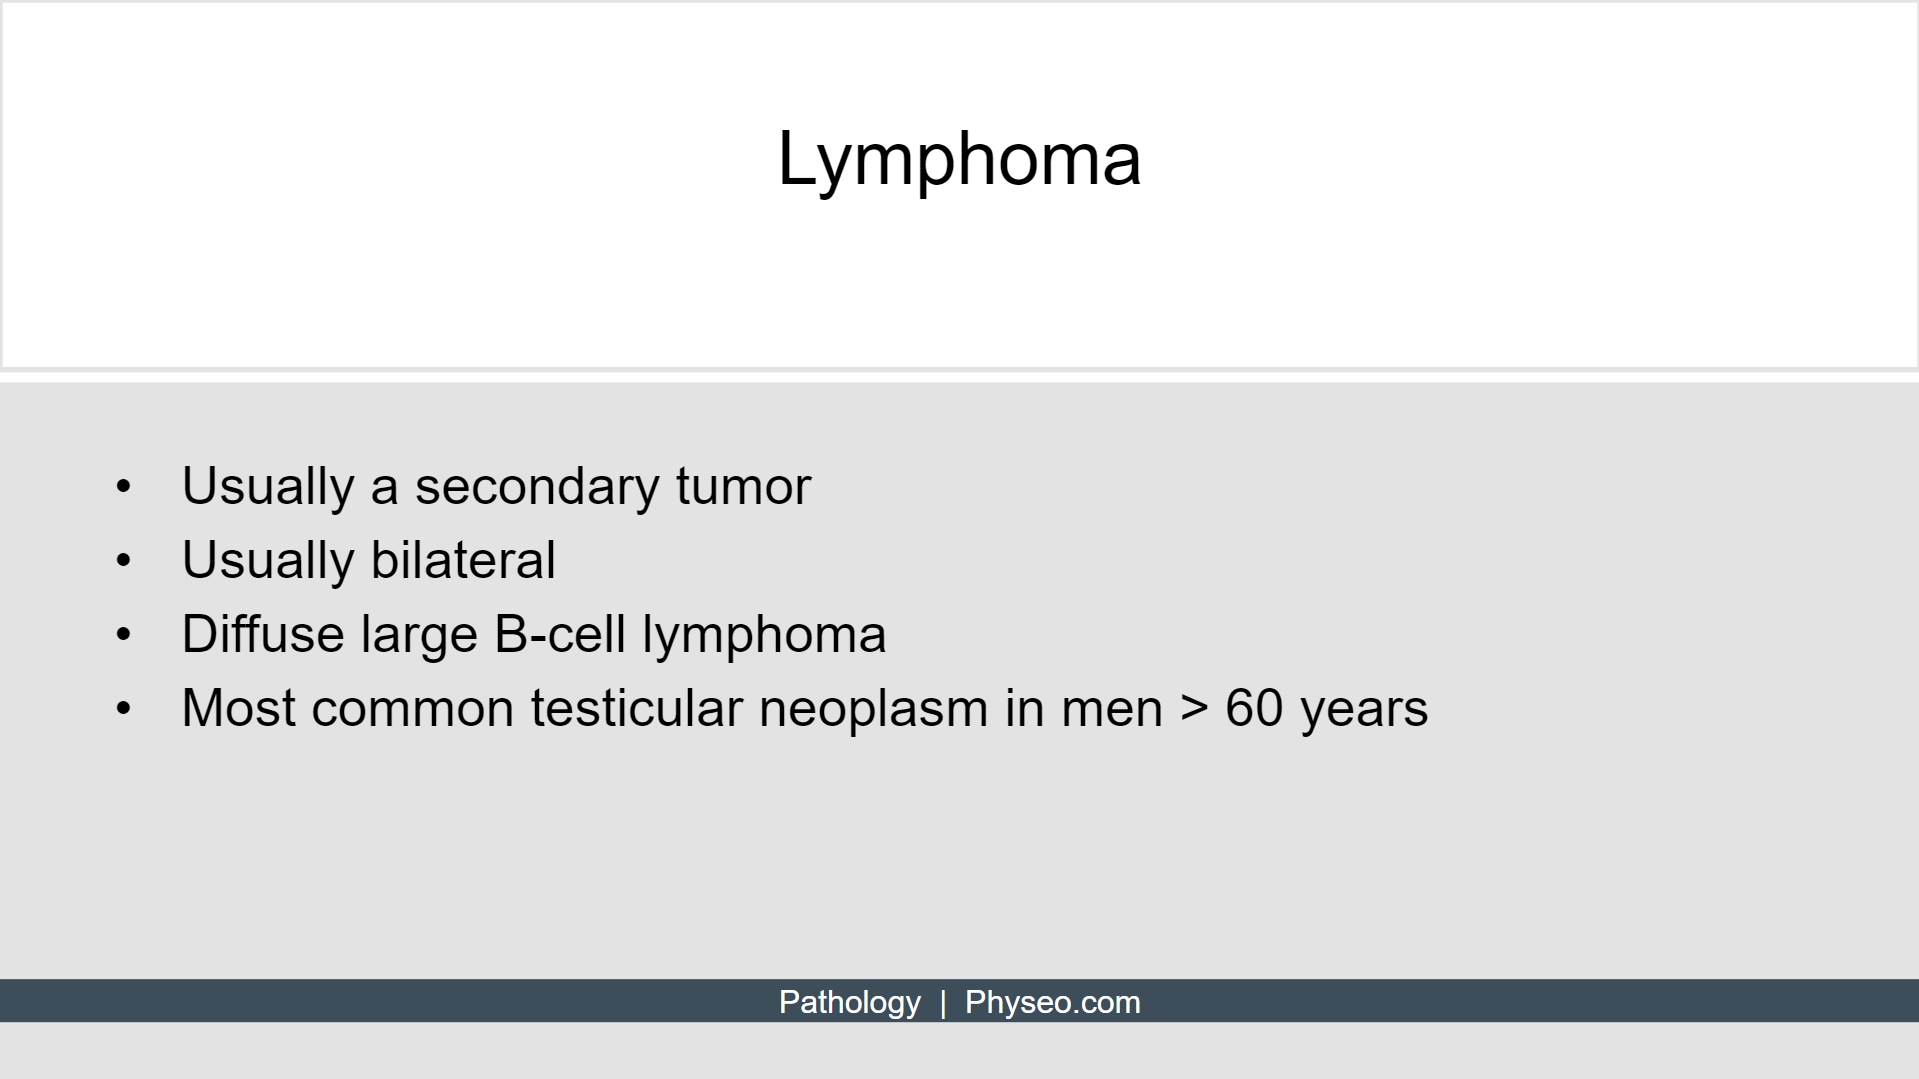 Lymphoma
• Usually a secondary tumor
• Usually bilateral
• Diffuse large B-cell lymphoma
• Most common testicular neoplasm in men > 60 years
Pathology | Physeo.com